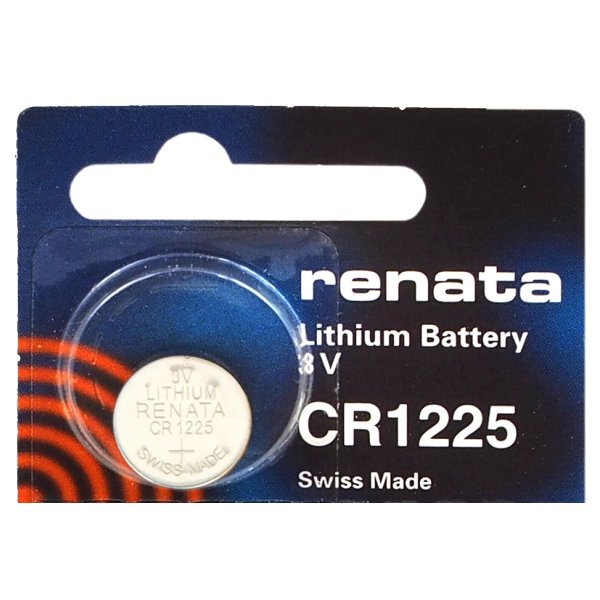 renata
Lithium Battery
3 V
CR1225
Swiss Made
3V
LITHIUM
RENATA
CR 1225
+
SWISS MADE